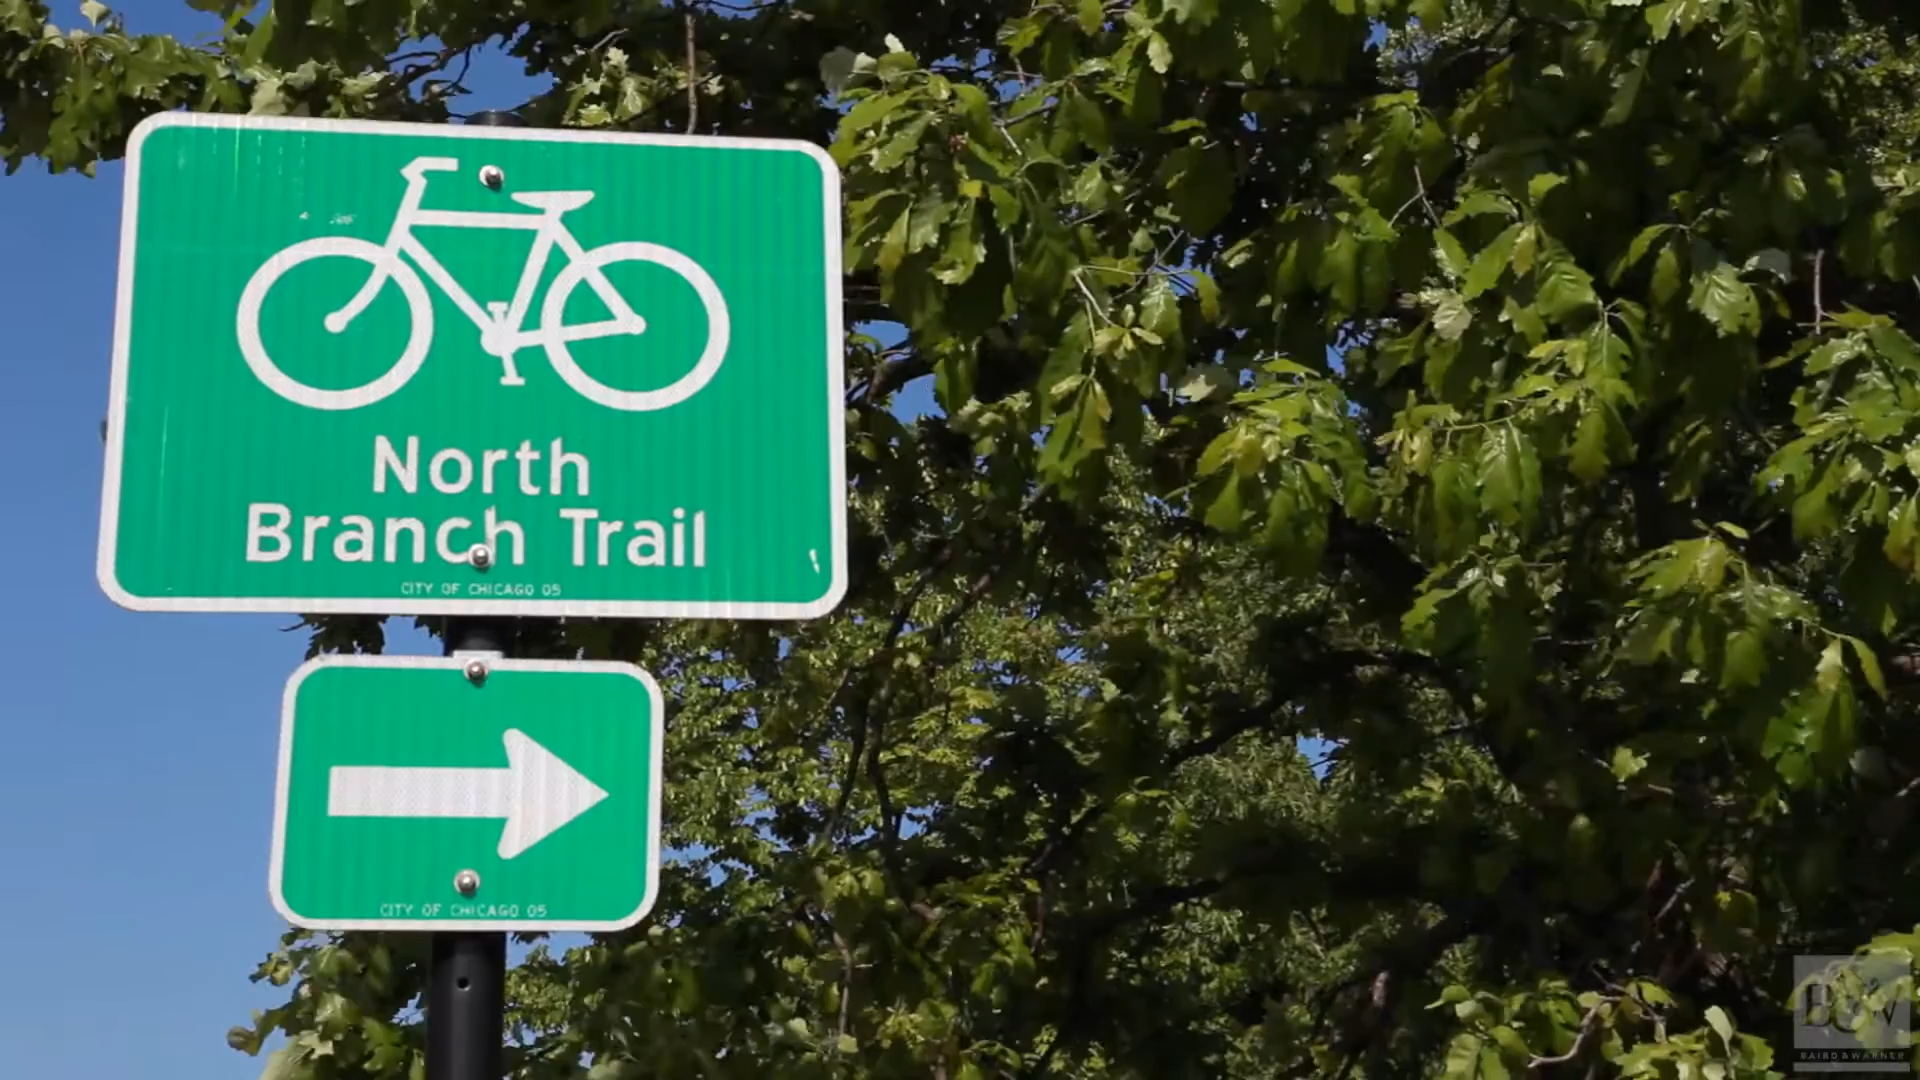 North
Branch Trail
CITY OF CHICAGO 05
CITY OF CHICAGO 05
B&W
BAIRD & WARNER